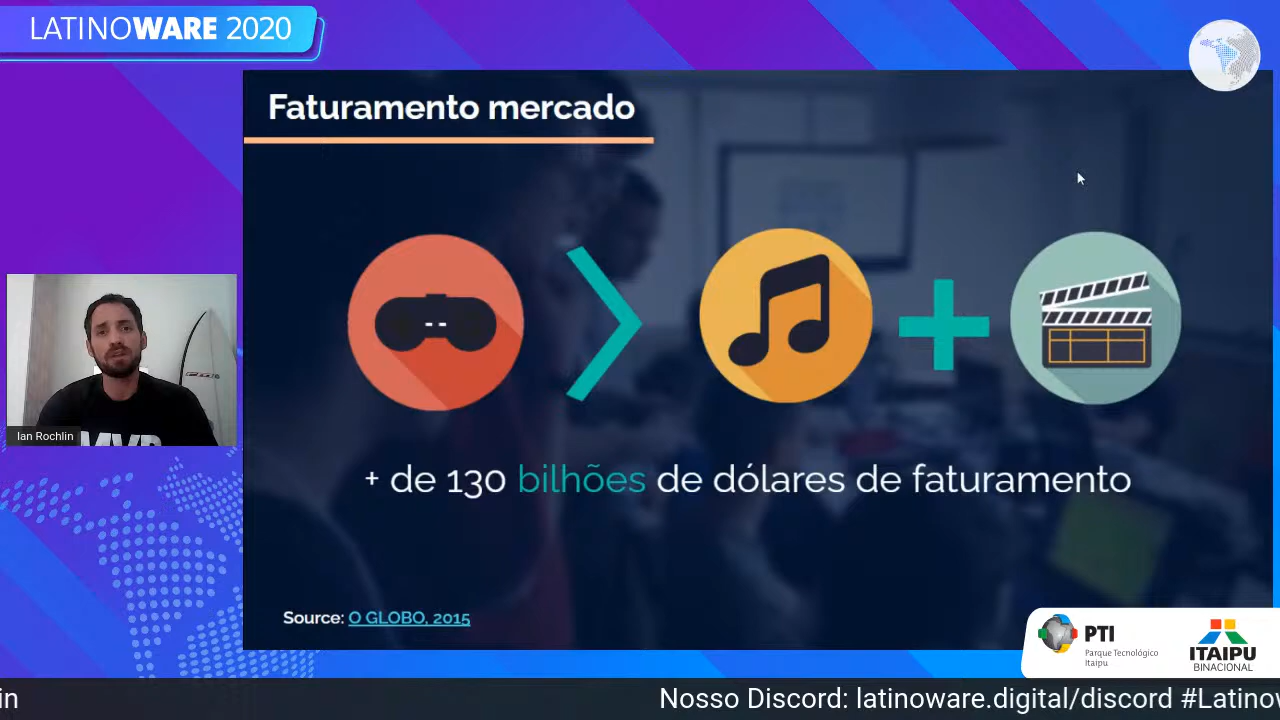 LATINOWARE 2020
Faturamento mercado
+ de 130 bilhões de dólares de faturamento
Source: O GLOBO, 2015
Ian Rochlin
PTI
Parque Tecnológico
Itaipu
ITAIPU
BINACIONAL
in
Nosso Discord: latinoware.digital/discord #Latinow